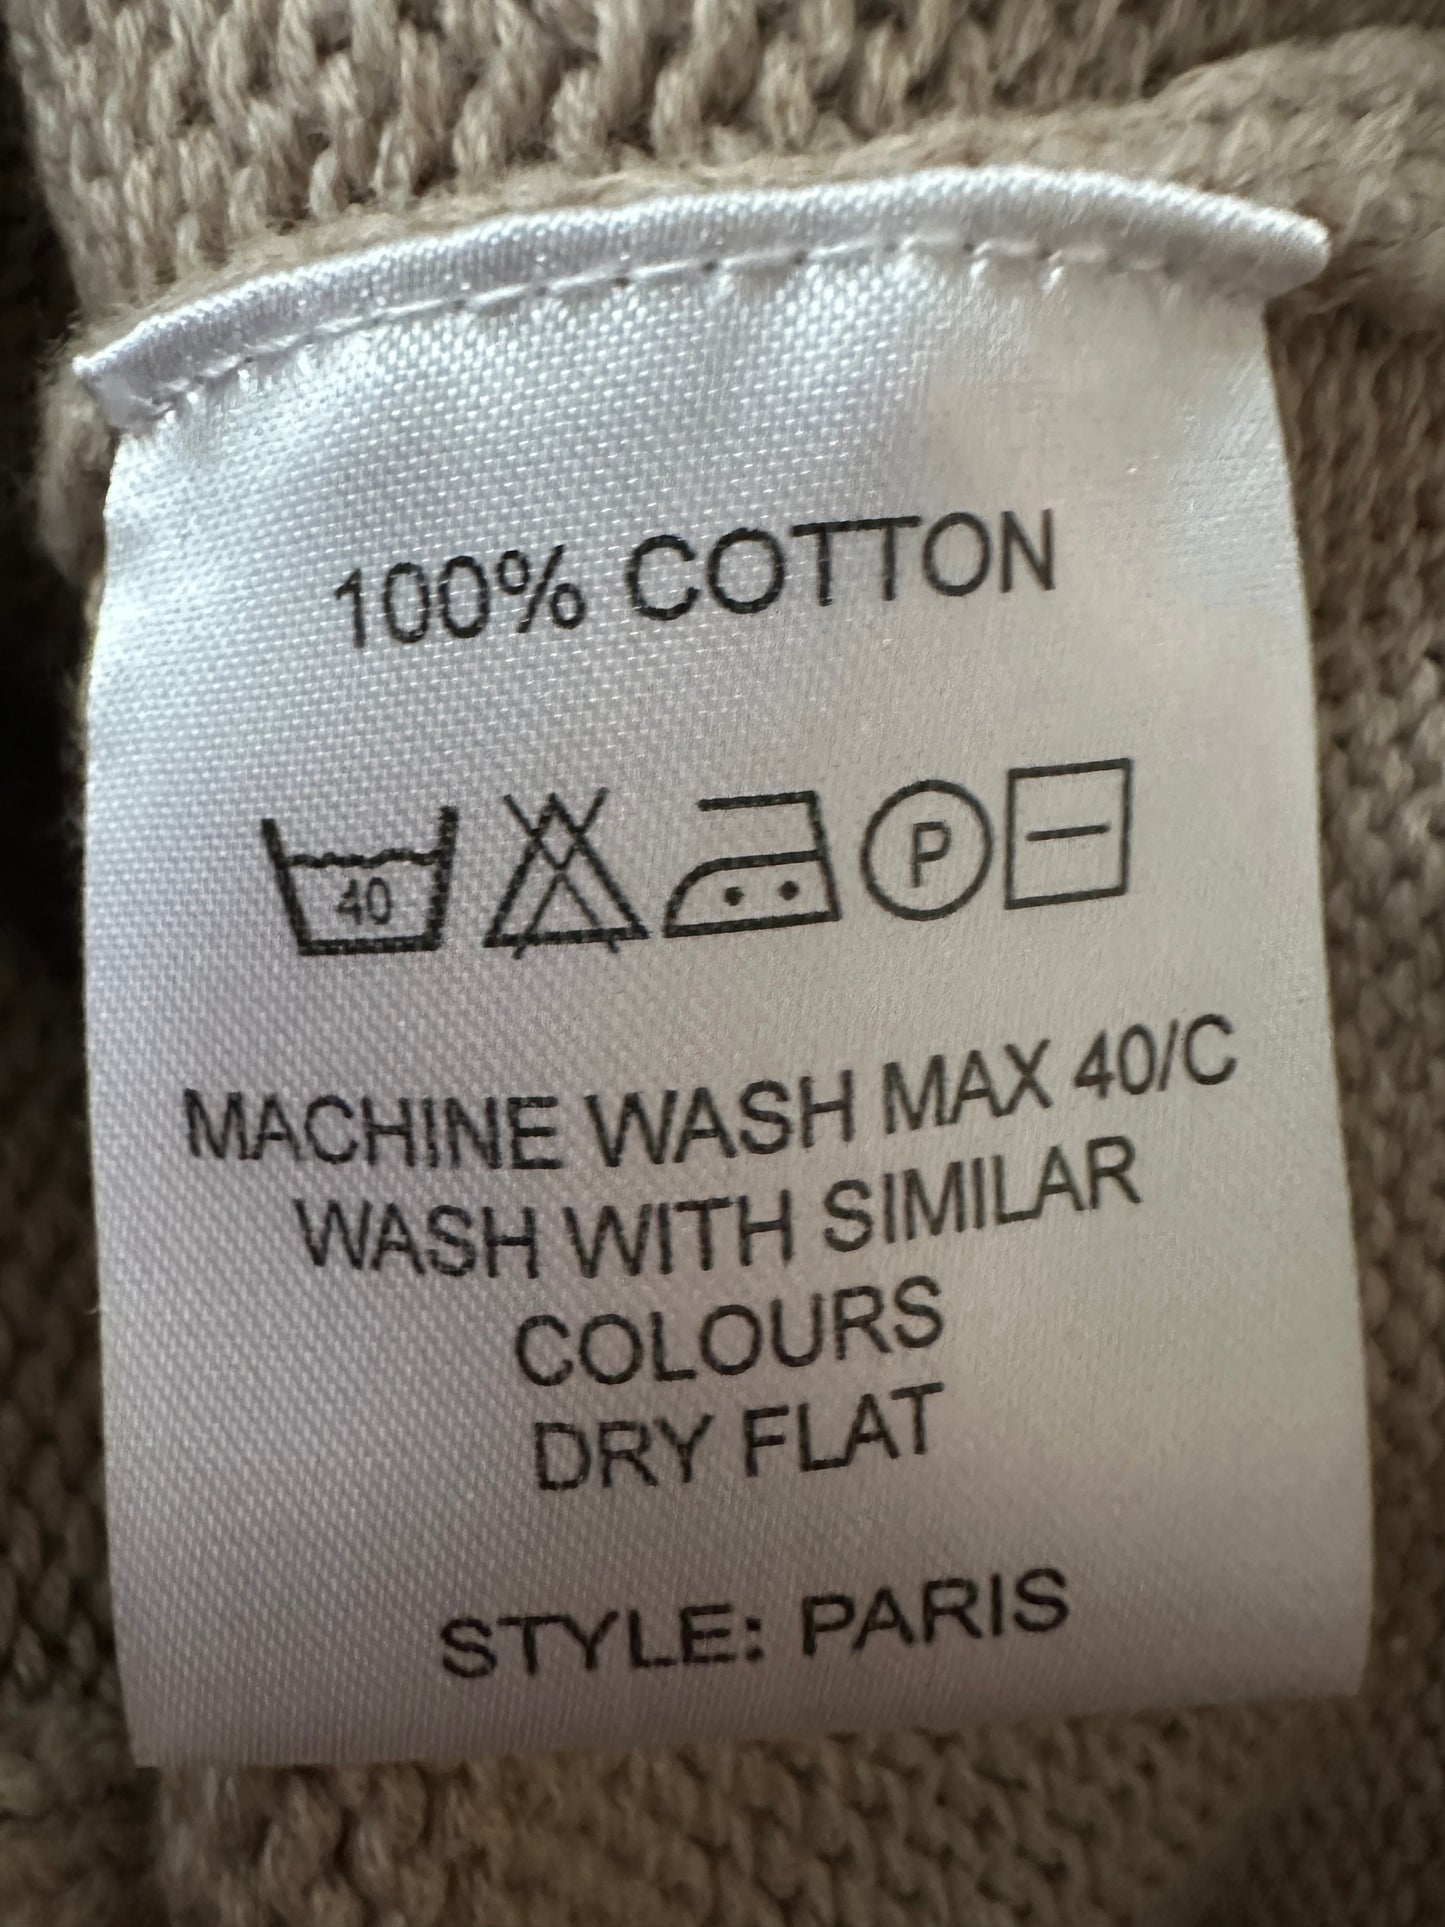 100% COTTON
40 P
MACHINE WASH MAX 40/C
WASH WITH SIMILAR
COLOURS
DRY FLAT
STYLE: PARIS